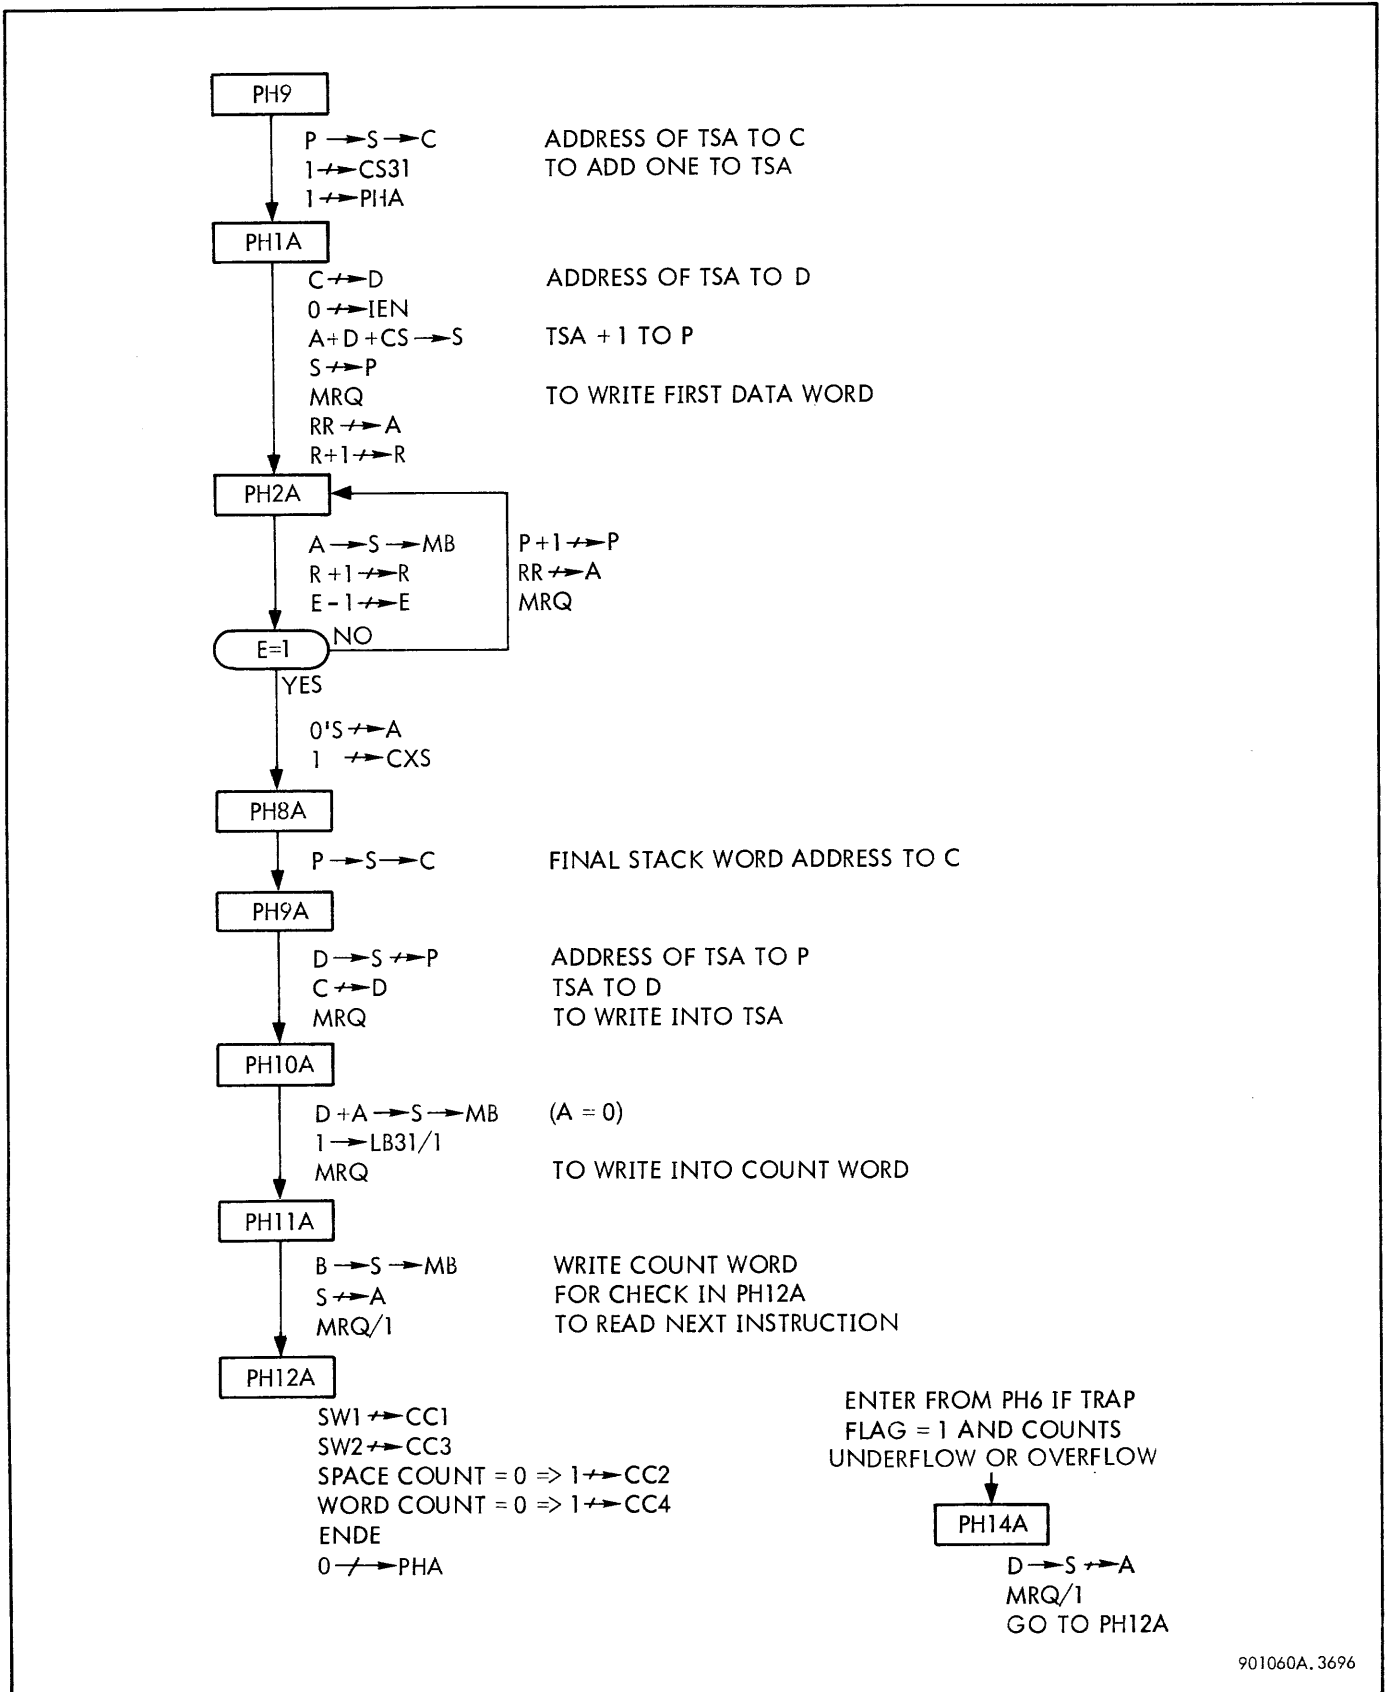 PH9
P → S → C ADDRESS OF TSA TO C
1 ↛ CS31 TO ADD ONE TO TSA
1 ↛ PHA
PH1A
C ↛ D ADDRESS OF TSA TO D
0 ↛ IEN
A+D+CS → S TSA + 1 TO P
S ↛ P
MRQ TO WRITE FIRST DATA WORD
RR ↛ A
R+1 ↛ R
PH2A
A → S → MB
R+1 ↛ R
E-1 ↛ E
P+1 ↛ P
RR ↛ A
MRQ
E=1
NO
YES
0'S ↛ A
1 ↛ CXS
PH8A
P → S → C FINAL STACK WORD ADDRESS TO C
PH9A
D → S ↛ P ADDRESS OF TSA TO P
C ↛ D TSA TO D
MRQ TO WRITE INTO TSA
PH10A
D+A → S → MB (A = 0)
1 → LB31/1
MRQ TO WRITE INTO COUNT WORD
PH11A
B → S → MB WRITE COUNT WORD
S ↛ A FOR CHECK IN PH12A
MRQ/1 TO READ NEXT INSTRUCTION
PH12A
SW1 ↛ CC1
SW2 ↛ CC3
SPACE COUNT = 0 => 1 ↛ CC2
WORD COUNT = 0 => 1 ↛ CC4
ENDE
0 ↛ PHA
ENTER FROM PH6 IF TRAP
FLAG = 1 AND COUNTS
UNDERFLOW OR OVERFLOW
PH14A
D → S ↛ A
MRQ/1
GO TO PH12A
901060A.3696